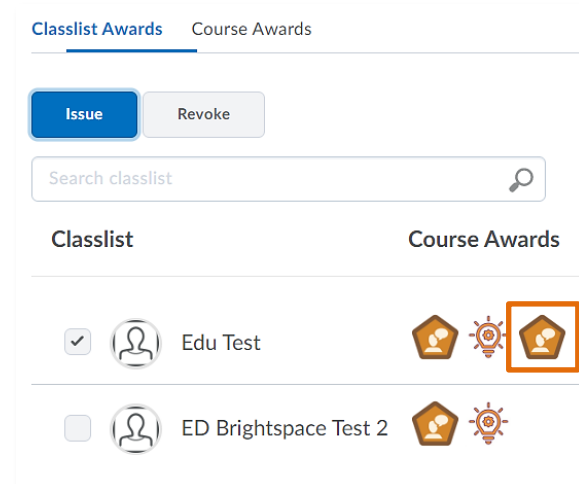 Classlist Awards Course Awards
Issue Revoke
Search classlist
Classlist Course Awards
Edu Test
ED Brightspace Test 2